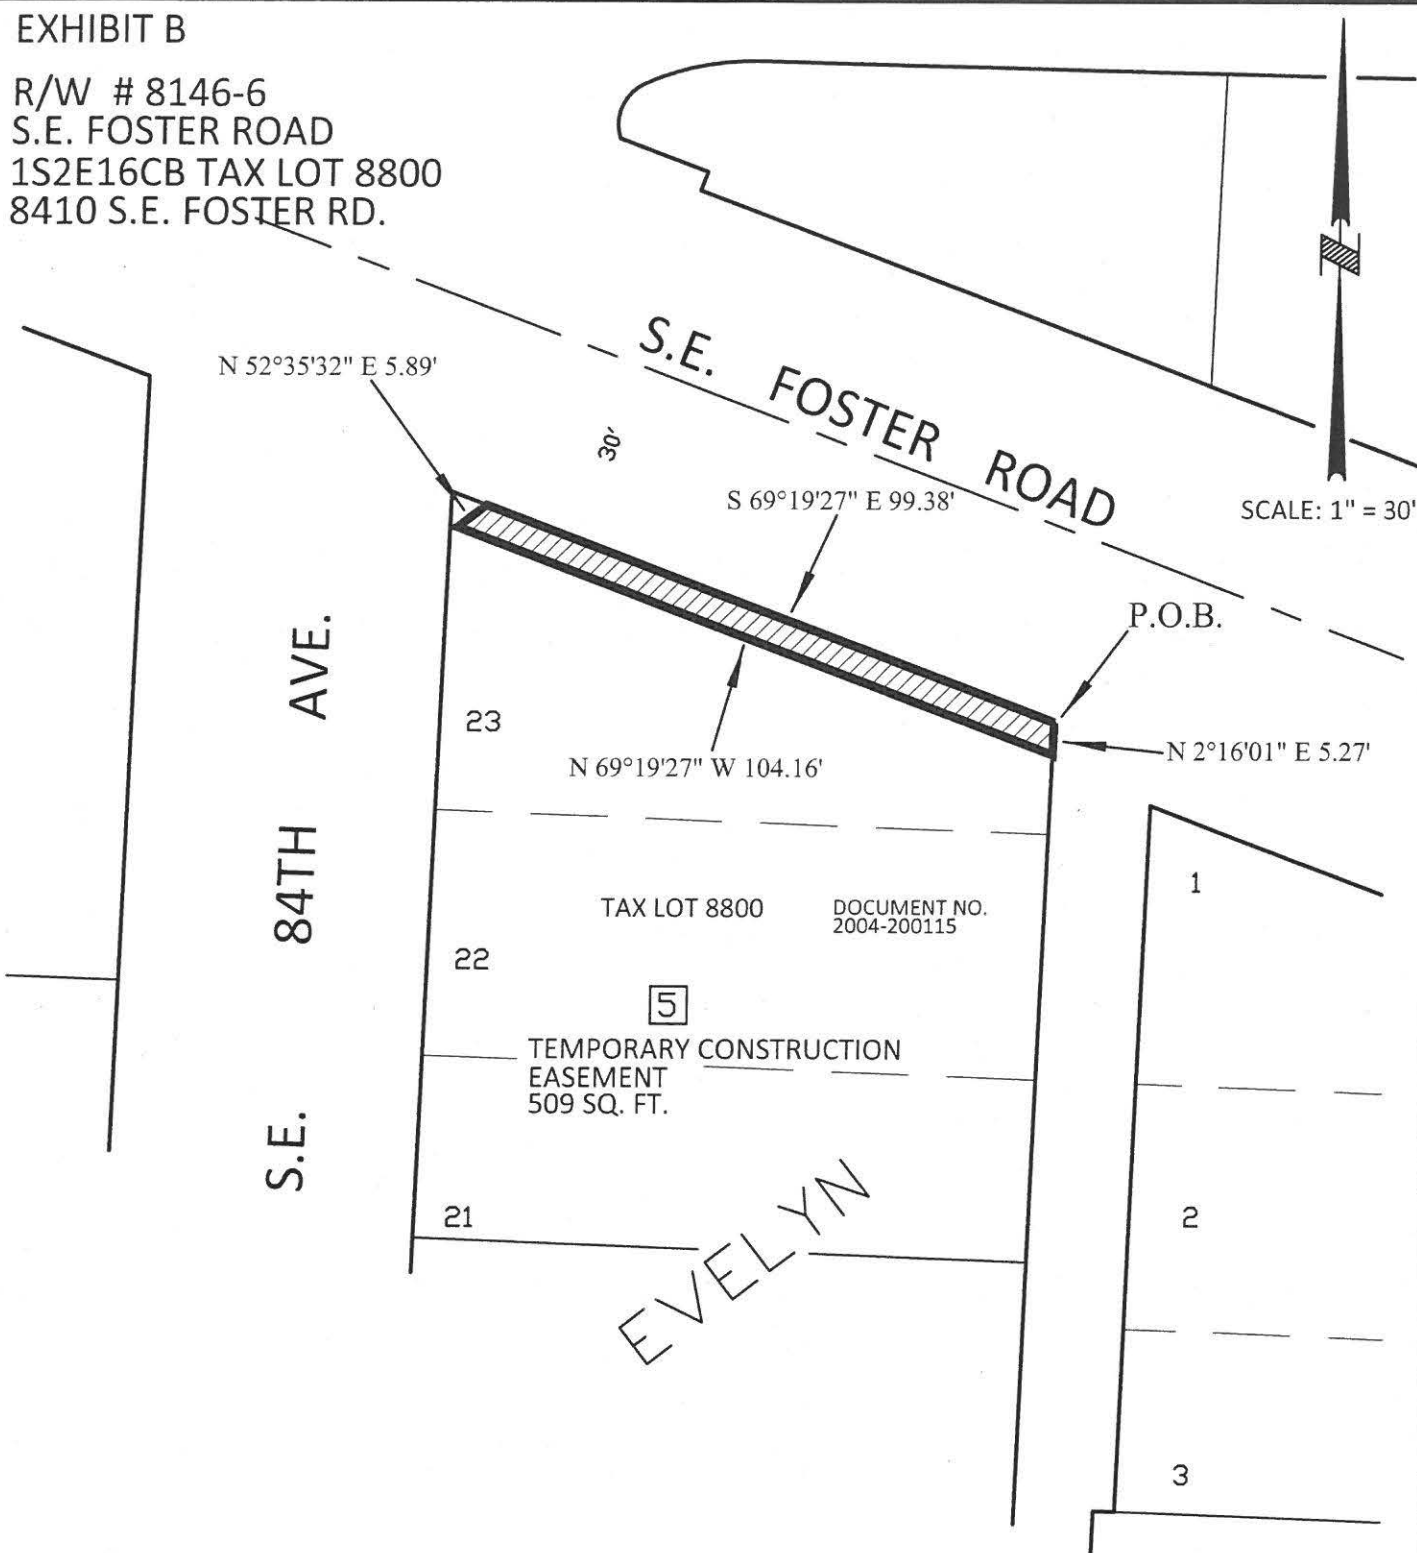 EXHIBIT B
R/W # 8146-6
S.E. FOSTER ROAD
1S2E16CB TAX LOT 8800
8410 S.E. FOSTER RD.
N 52°35'32" E 5.89'
S.E. FOSTER ROAD
30'
S 69°19'27" E 99.38'
SCALE: 1" = 30'
P.O.B.
S.E. 84TH AVE.
23
N 69°19'27" W 104.16'
N 2°16'01" E 5.27'
1
TAX LOT 8800
DOCUMENT NO.
2004-200115
22
5
TEMPORARY CONSTRUCTION
EASEMENT
509 SQ. FT.
21
2
EVELYN
3